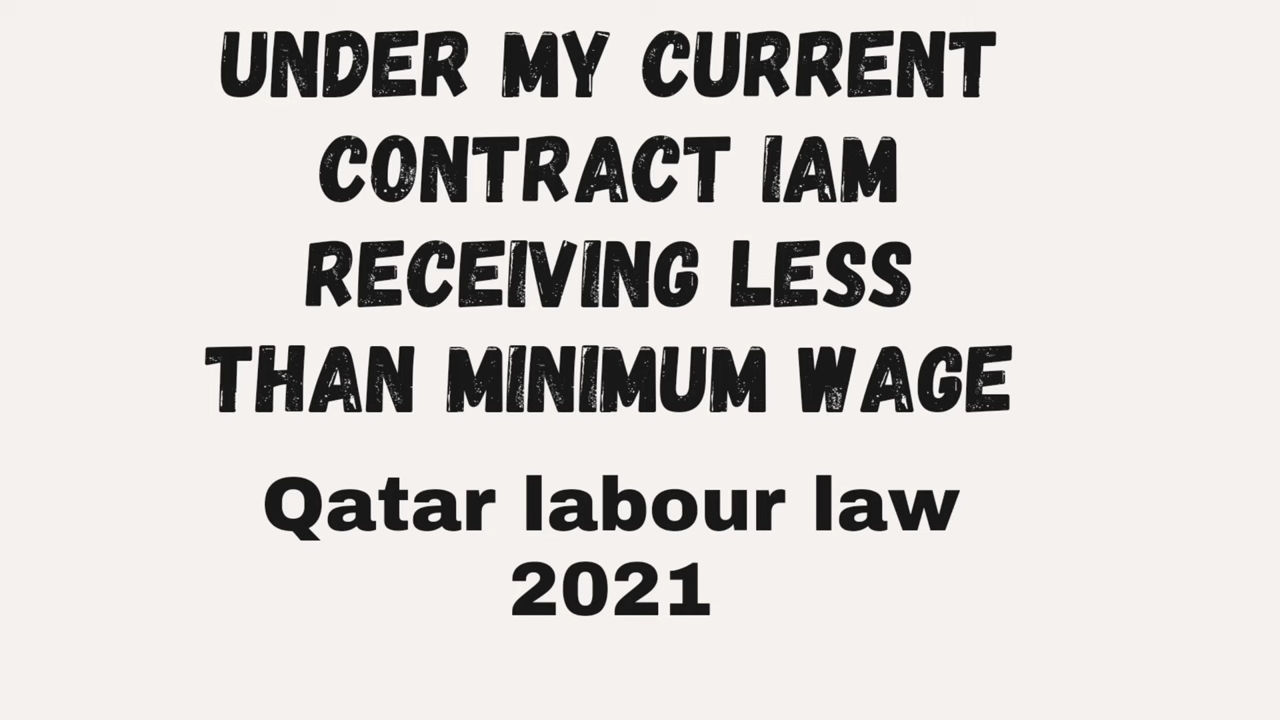 UNDER MY CURRENT
CONTRACT IAM
RECEIVING LESS
THAN MINIMUM WAGE
Qatar labour law
2021